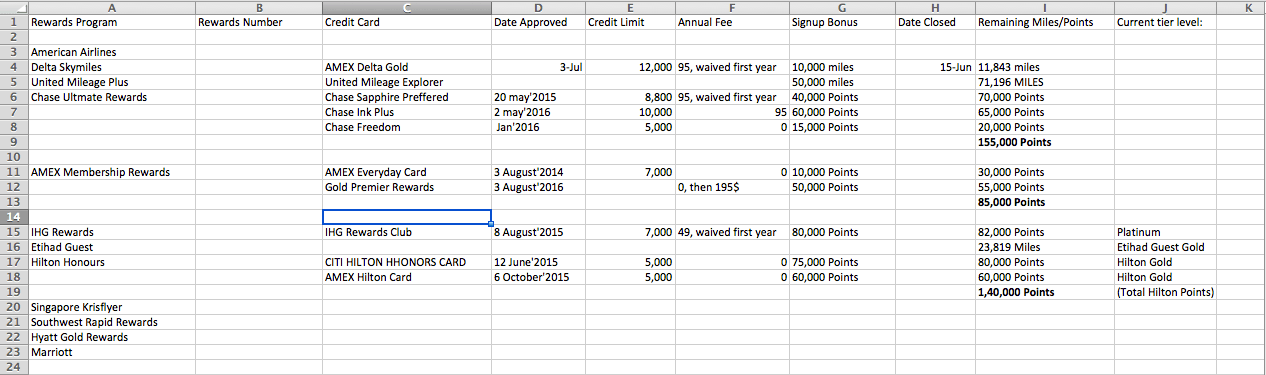 A B C D E F G H I J K
1 Rewards Program Rewards Number Credit Card Date Approved Credit Limit Annual Fee Signup Bonus Date Closed Remaining Miles/Points Current tier level:
2
3 American Airlines
4 Delta Skymiles AMEX Delta Gold 3-Jul 12,000 95, waived first year 10,000 miles 15-Jun 11,843 miles
5 United Mileage Plus United Mileage Explorer 50,000 miles 71,196 MILES
6 Chase Ultmate Rewards Chase Sapphire Preffered 20 may'2015 8,800 95, waived first year 40,000 Points 70,000 Points
7 Chase Ink Plus 2 may'2016 10,000 95 60,000 Points 65,000 Points
8 Chase Freedom Jan'2016 5,000 0 15,000 Points 20,000 Points
9 155,000 Points
10
11 AMEX Membership Rewards AMEX Everyday Card 3 August'2014 7,000 0 10,000 Points 30,000 Points
12 Gold Premier Rewards 3 August'2016 0, then 195$ 50,000 Points 55,000 Points
13 85,000 Points
14
15 IHG Rewards IHG Rewards Club 8 August'2015 7,000 49, waived first year 80,000 Points 82,000 Points Platinum
16 Etihad Guest 23,819 Miles Etihad Guest Gold
17 Hilton Honours CITI HILTON HHONORS CARD 12 June'2015 5,000 0 75,000 Points 80,000 Points Hilton Gold
18 AMEX Hilton Card 6 October'2015 5,000 0 60,000 Points 60,000 Points Hilton Gold
19 1,40,000 Points (Total Hilton Points)
20 Singapore Krisflyer
21 Southwest Rapid Rewards
22 Hyatt Gold Rewards
23 Marriott
24